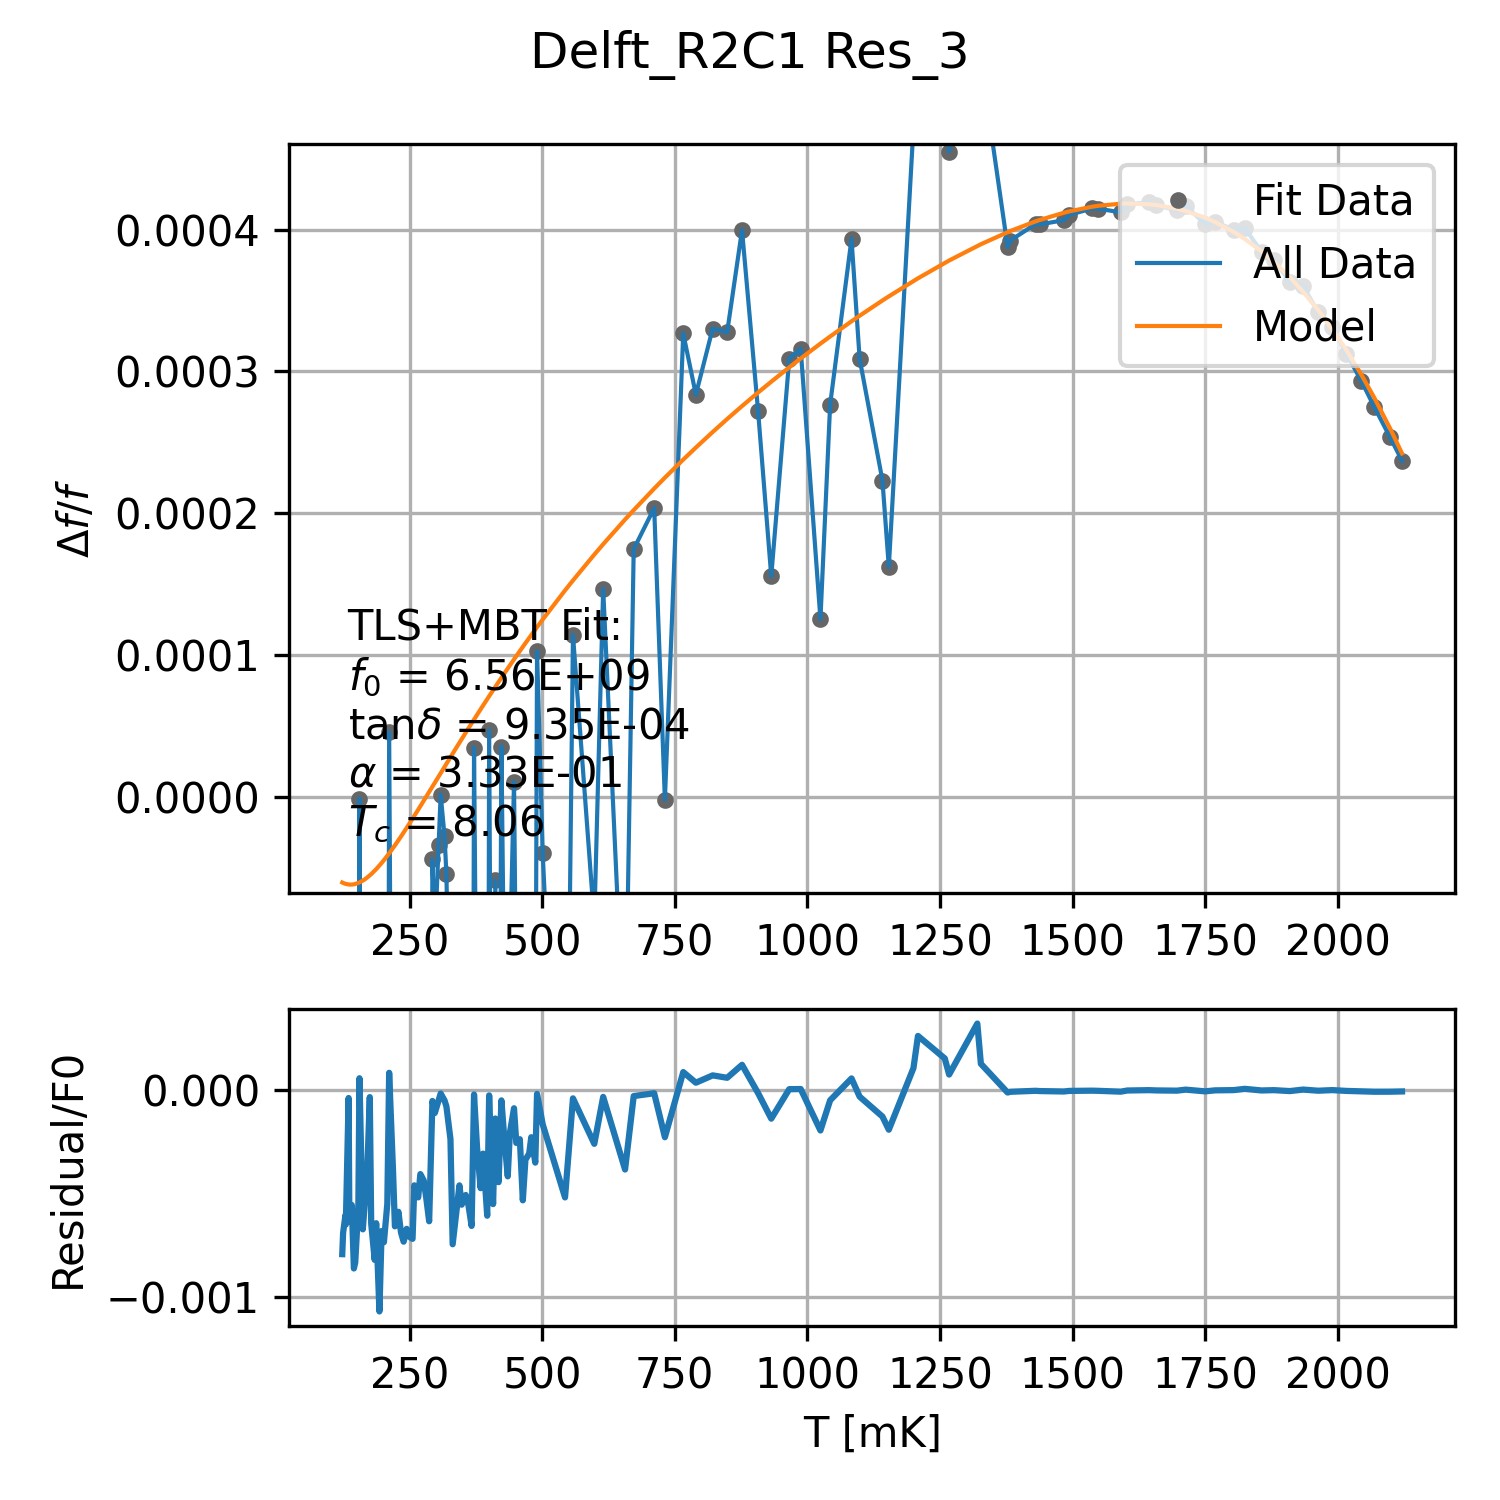 Delft_R2C1 Res_3
Fit Data
All Data
Model
0.0004
0.0003
0.0002
0.0001
0.0000
Δf/f
TLS+MBT Fit:
f₀ = 6.56E+09
tanδ = 9.35E-04
α = 3.33E-01
T_c = 8.06
250 500 750 1000 1250 1500 1750 2000
0.000
−0.001
Residual/F0
250 500 750 1000 1250 1500 1750 2000
T [mK]